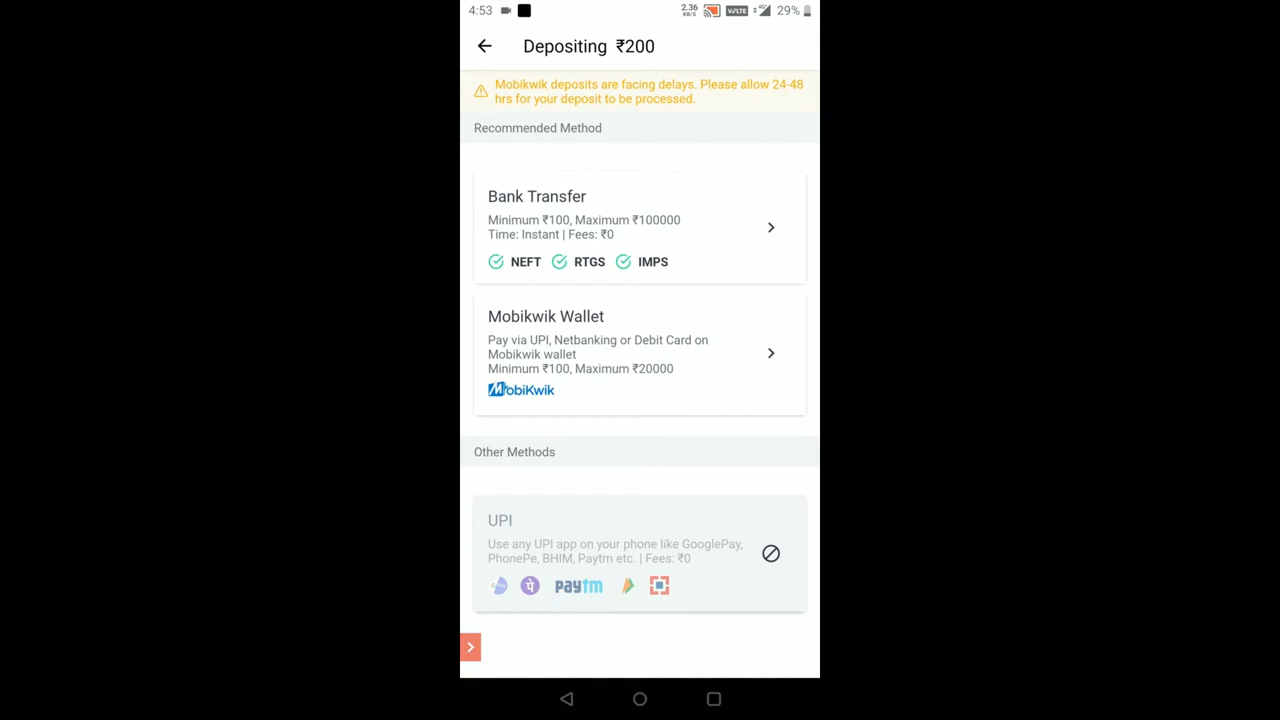 4:53 2.36 KB/S VoLTE 4G 29%
Depositing ₹200
Mobikwik deposits are facing delays. Please allow 24-48
hrs for your deposit to be processed.
Recommended Method
Bank Transfer
Minimum ₹100, Maximum ₹100000
Time: Instant | Fees: ₹0
NEFT RTGS IMPS
Mobikwik Wallet
Pay via UPI, Netbanking or Debit Card on
Mobikwik wallet
Minimum ₹100, Maximum ₹20000
MobiKwik
Other Methods
UPI
Use any UPI app on your phone like GooglePay,
PhonePe, BHIM, Paytm etc. | Fees: ₹0
पे paytm